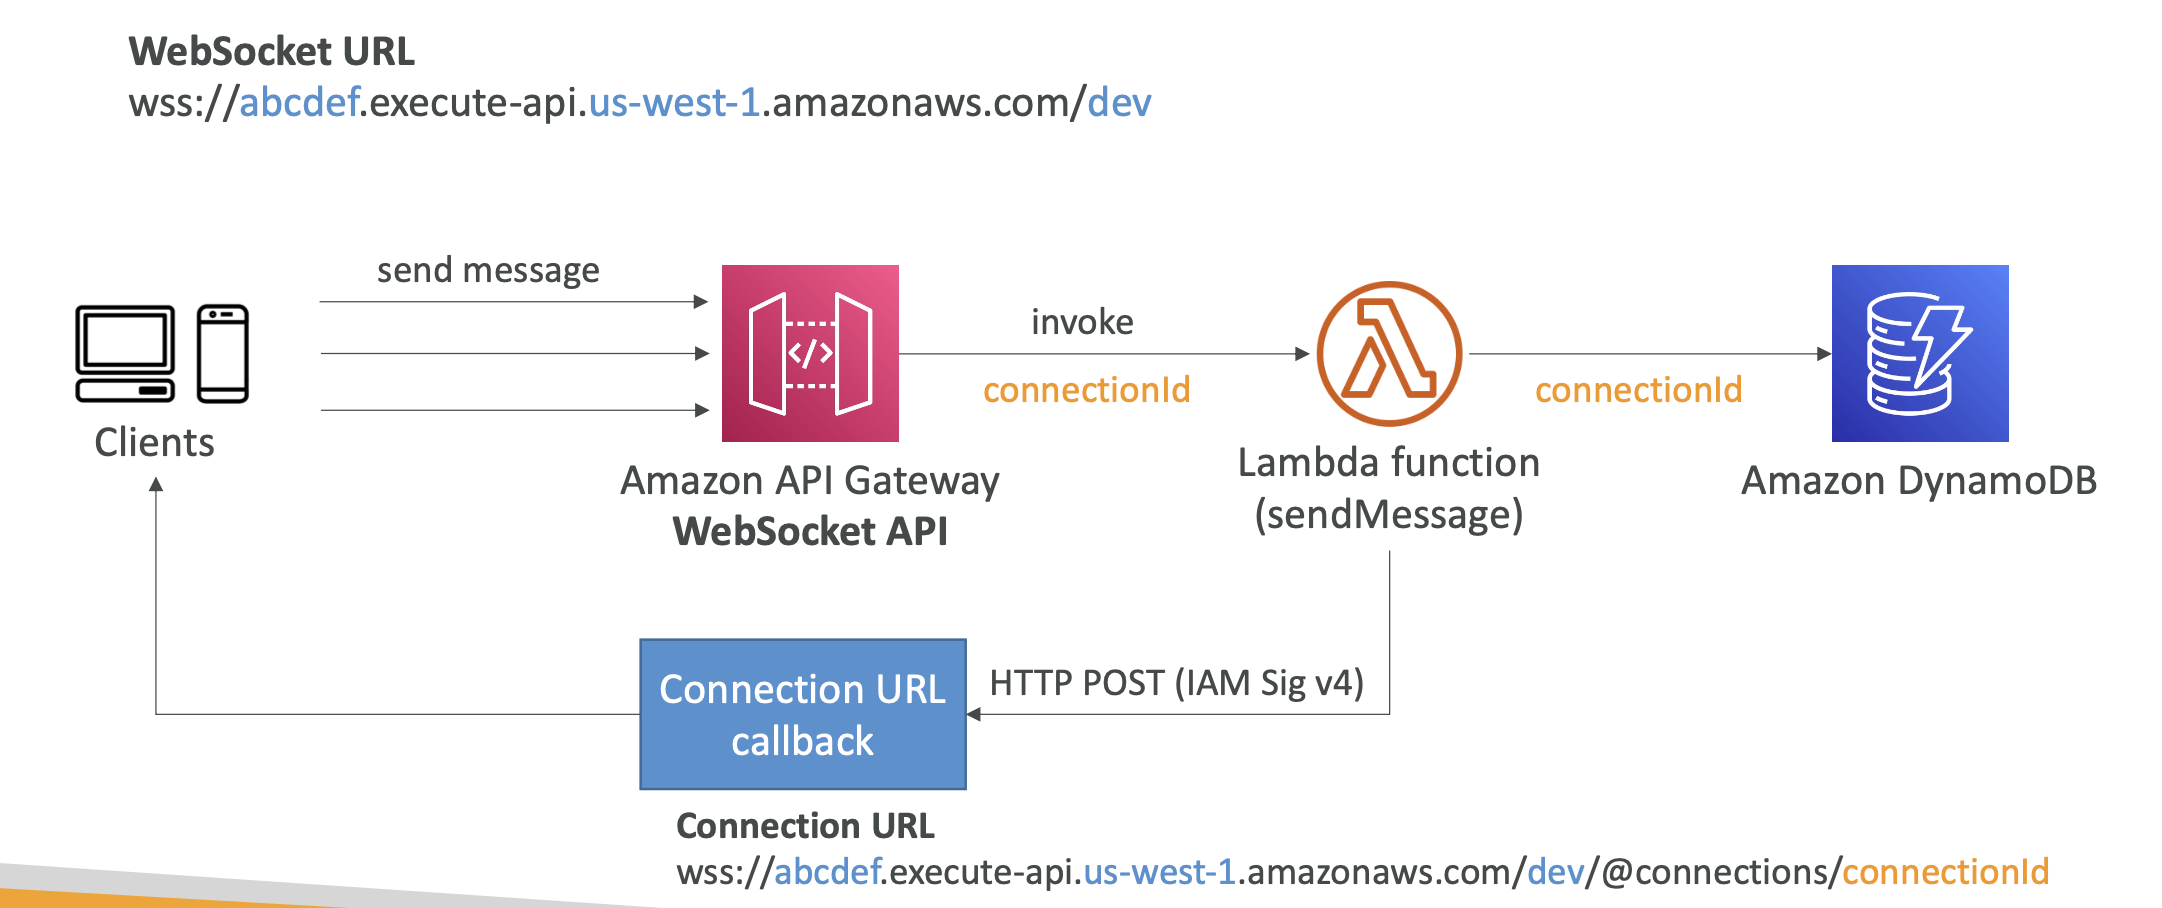 WebSocket URL
wss://abcdef.execute-api.us-west-1.amazonaws.com/dev
send message
invoke
connectionId
connectionId
Clients
Amazon API Gateway
WebSocket API
Lambda function
(sendMessage)
Amazon DynamoDB
Connection URL
callback
HTTP POST (IAM Sig v4)
Connection URL
wss://abcdef.execute-api.us-west-1.amazonaws.com/dev/@connections/connectionId